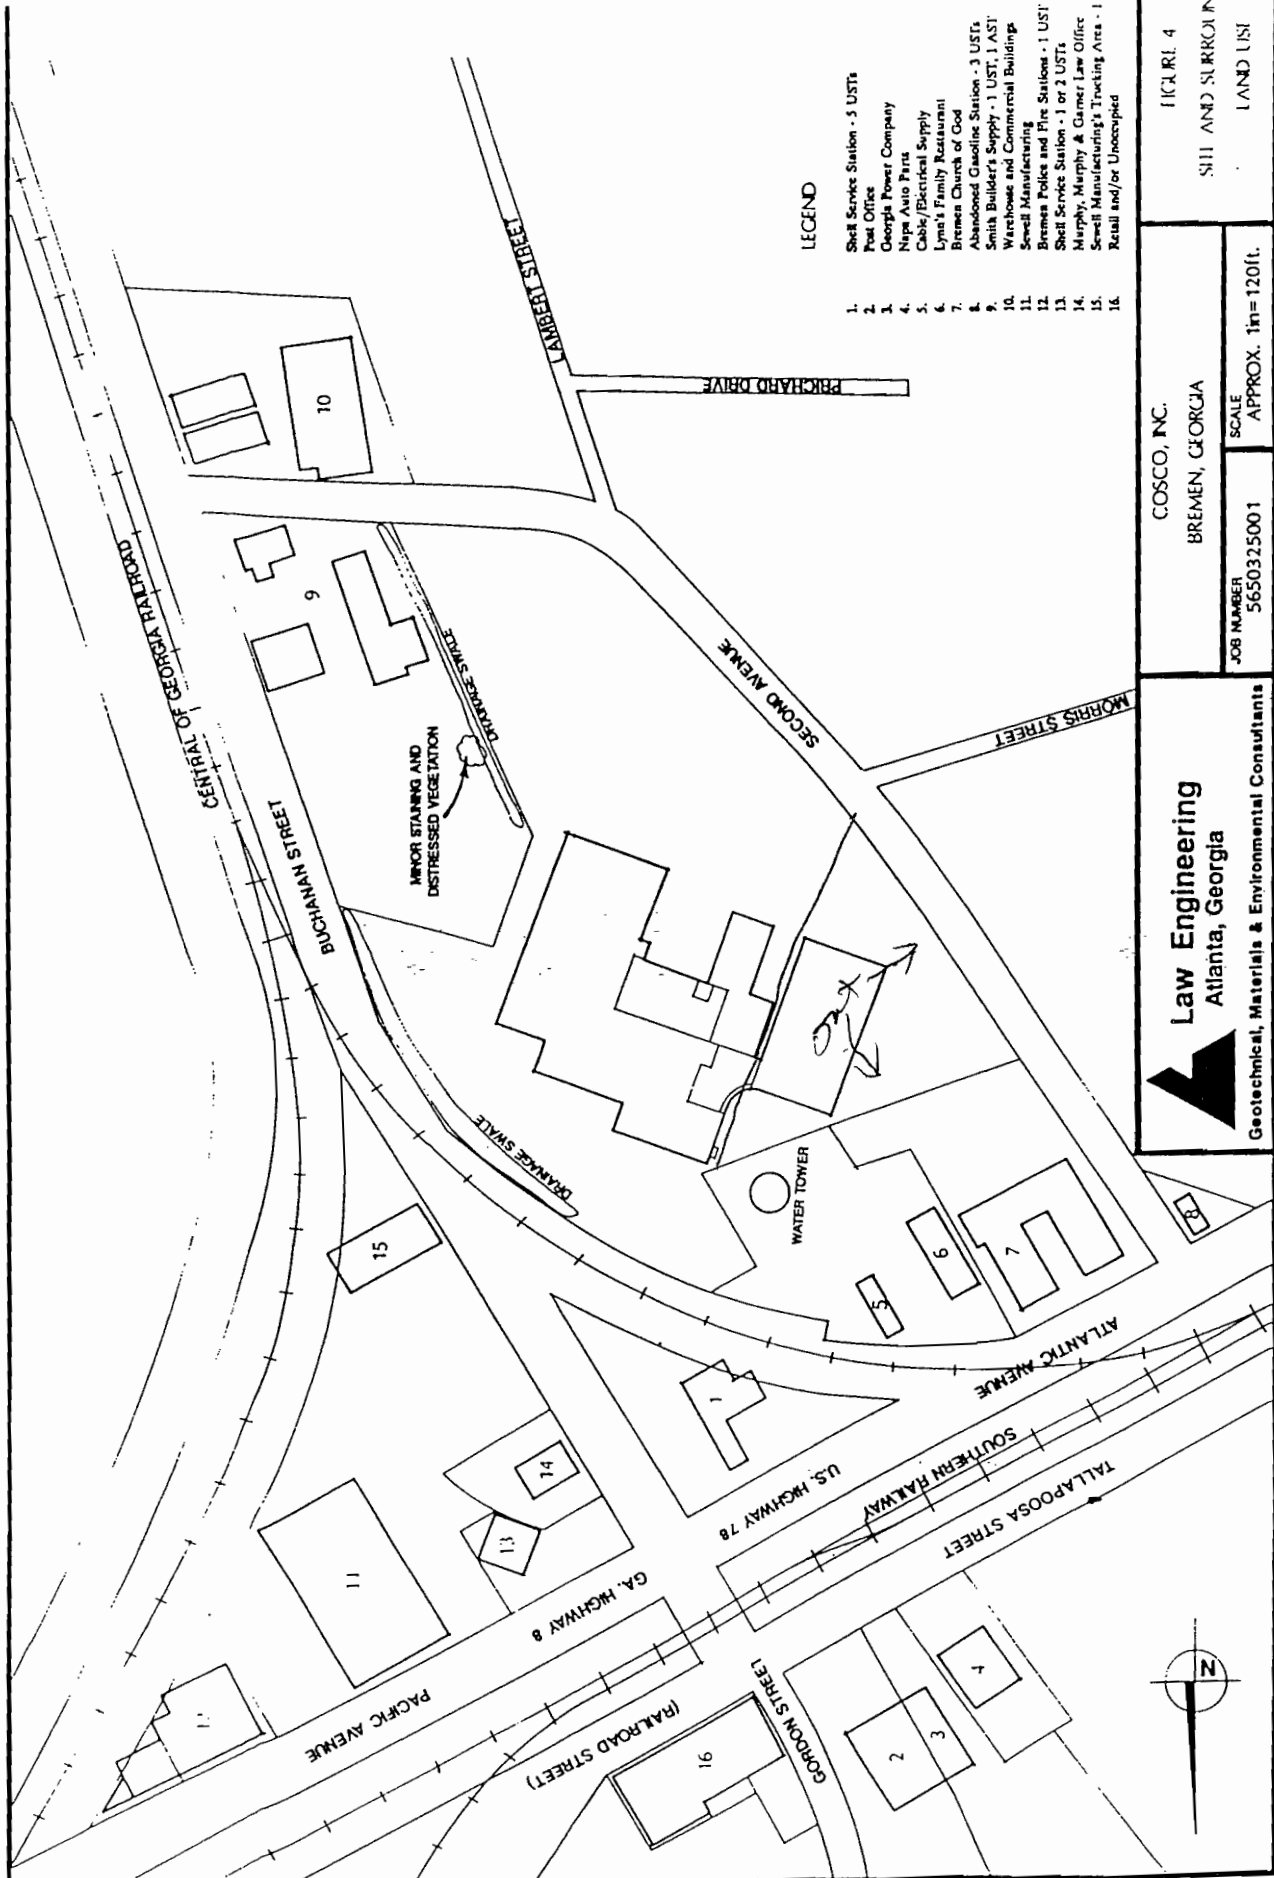 CENTRAL OF GEORGIA RAILROAD
BUCHANAN STREET
MINOR STAINING AND
DISTRESSED VEGETATION
DRAINAGE SWALE
DRAINAGE SWALE
LAMBERT STREET
PRICHARD DRIVE
SECOND AVENUE
MORRIS STREET
WATER TOWER
ATLANTIC AVENUE
U.S. HIGHWAY 78
SOUTHERN RAILWAY
TALLAPOOSA STREET
GA. HIGHWAY 8
PACIFIC AVENUE
(RAILROAD STREET)
GORDON STREET
10
9
15
14
13
11
12
1
5
6
7
8
16
2
3
4
N
LEGEND
1. Shell Service Station - 5 USTs
2. Post Office
3. Georgia Power Company
4. Napa Auto Parts
5. Cable/Electrical Supply
6. Lynn's Family Restaurant
7. Bremen Church of God
8. Abandoned Gasoline Station - 3 USTs
9. Smith Builder's Supply - 1 UST, 1 AST
10. Warehouse and Commercial Buildings
11. Sewell Manufacturing
12. Bremen Police and Fire Stations - 1 UST
13. Shell Service Station - 1 or 2 USTs
14. Murphy, Murphy & Garner Law Office
15. Sewell Manufacturing's Trucking Area - 1
16. Retail and/or Unoccupied
Law Engineering
Atlanta, Georgia
Geotechnical, Materials & Environmental Consultants
COSCO, INC.
BREMEN, GEORGIA
JOB NUMBER
5650325001
SCALE
APPROX. 1in=120ft.
FIGURE 4
SITE AND SURROUN
LAND USE